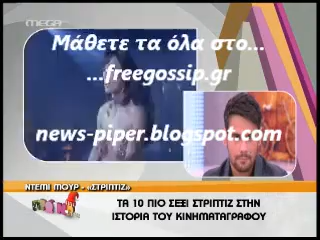 MEGA
Μάθετε τα όλα στο...
...freegossip.gr
news-piper.blogspot.com
ΝΤΕΜΙ ΜΟΥΡ - «ΣΤΡΙΠΤΙΖ»
ΤΑ 10 ΠΙΟ ΣΕΞΙ ΣΤΡΙΠΤΙΖ ΣΤΗΝ
ΙΣΤΟΡΙΑ ΤΟΥ ΚΙΝΗΜΑΤΟΓΡΑΦΟΥ